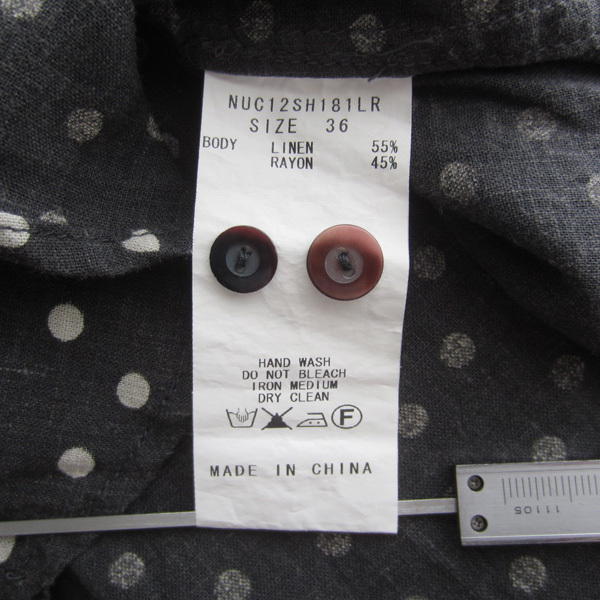 NUC12SH181LR
SIZE 36
BODY LINEN 55%
RAYON 45%
HAND WASH
DO NOT BLEACH
IRON MEDIUM
DRY CLEAN
F
MADE IN CHINA
11105